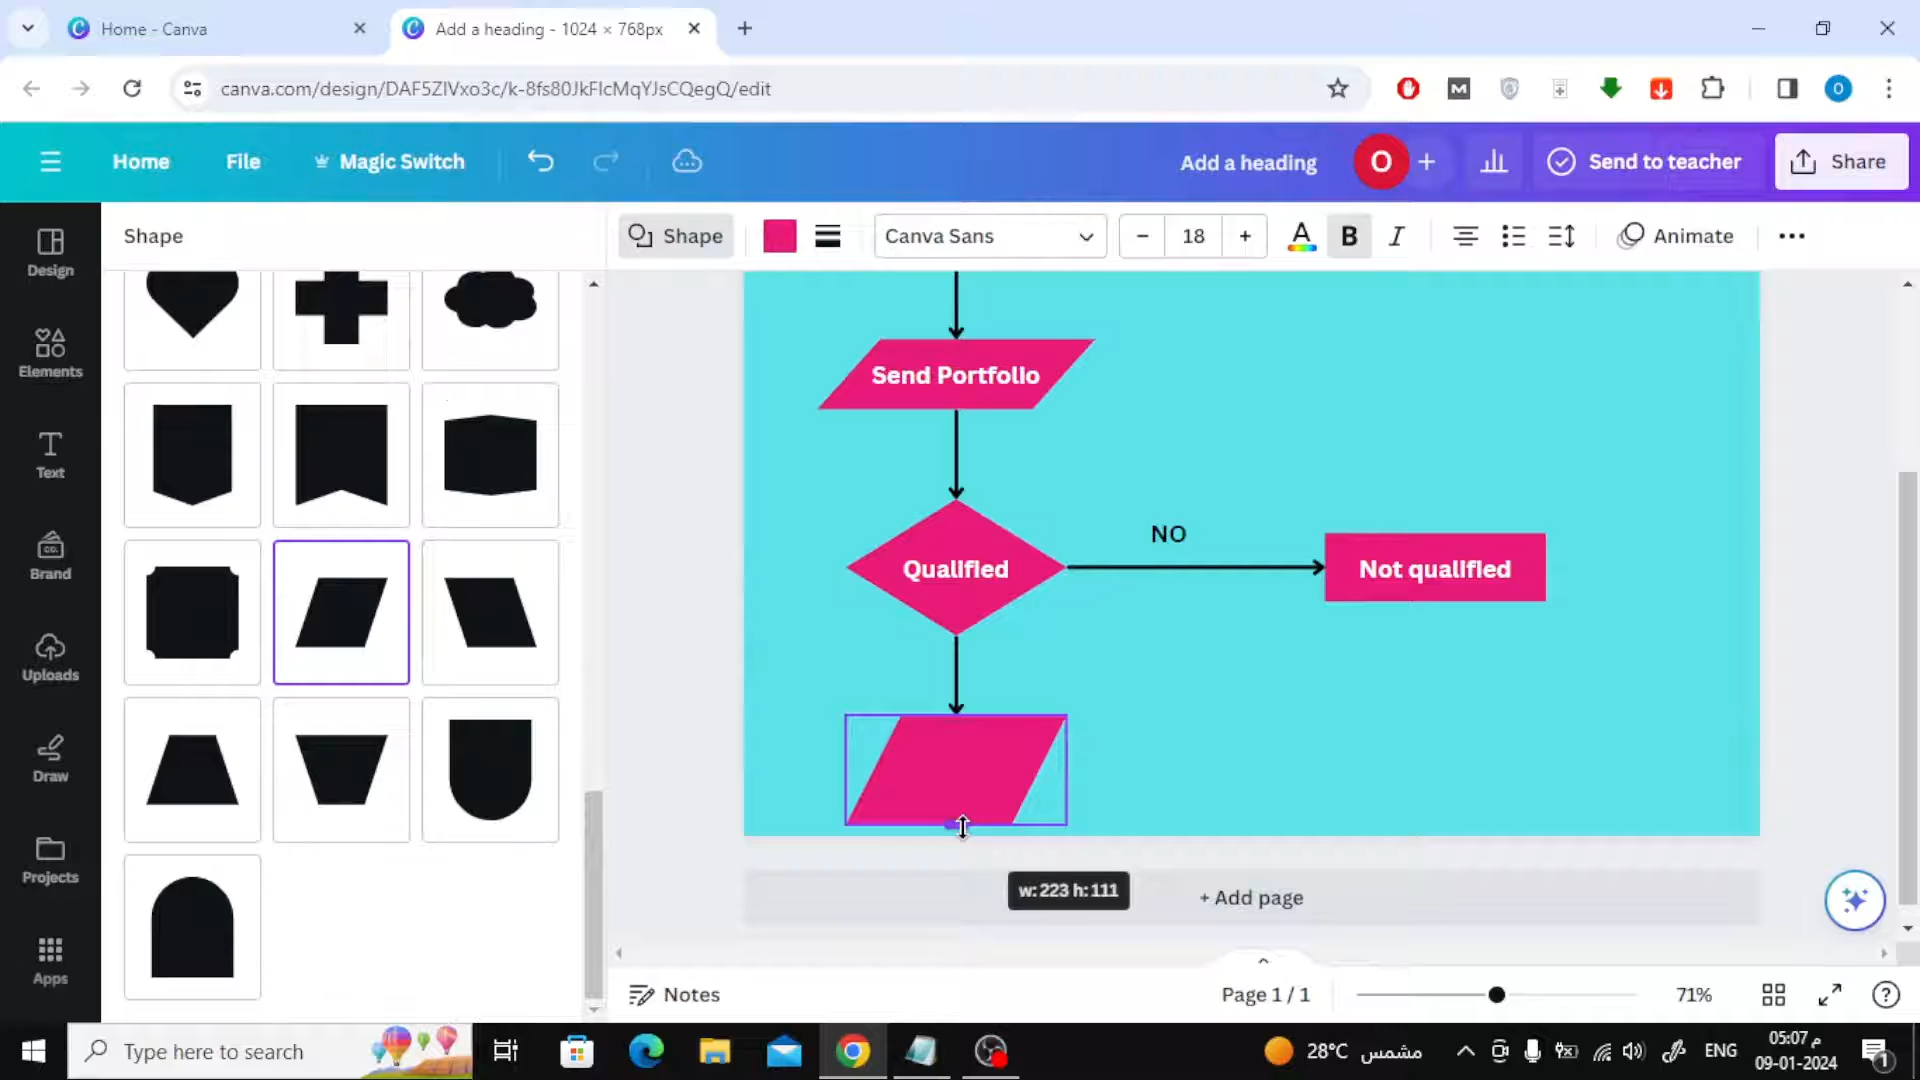 Home - Canva
Add a heading - 1024 × 768px
canva.com/design/DAF5ZlVxo3c/k-8fs80JkFlcMqYJsCQegQ/edit
Home
File
Magic Switch
Add a heading
O
Send to teacher
Share
Design
Elements
Text
Brand
Uploads
Draw
Projects
Apps
Shape
Shape
Canva Sans
18
B
I
Animate
Send Portfolio
Qualified
NO
Not qualified
w: 223 h: 111
+ Add page
Notes
Page 1 / 1
71%
Type here to search
28°C مشمس
ENG
05:07 م
09-01-2024
1